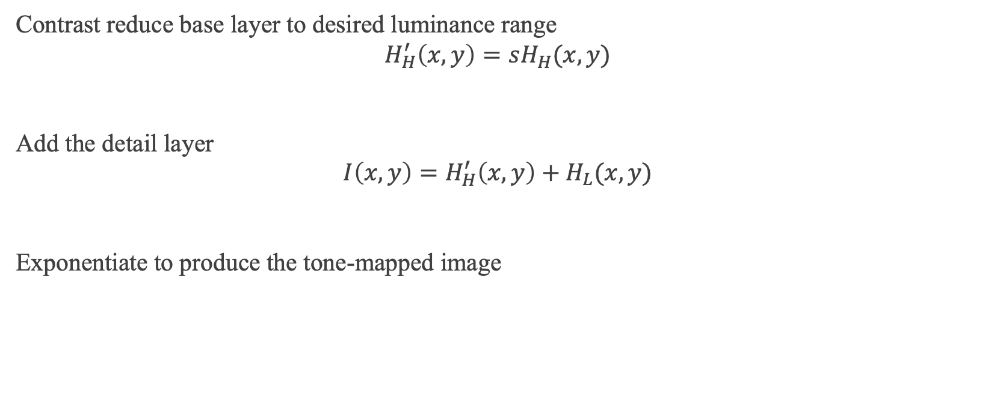 Contrast reduce base layer to desired luminance range
H′_H(x, y) = sH_H(x, y)
Add the detail layer
I(x, y) = H′_H(x, y) + H_L(x, y)
Exponentiate to produce the tone-mapped image